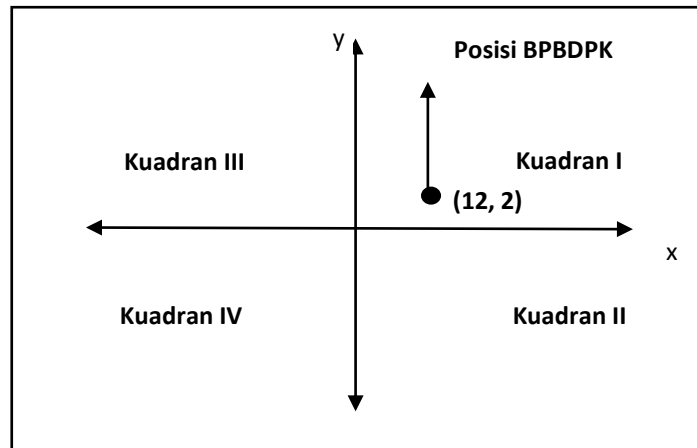 y
Posisi BPBDPK
Kuadran III
Kuadran I
(12, 2)
x
Kuadran IV
Kuadran II